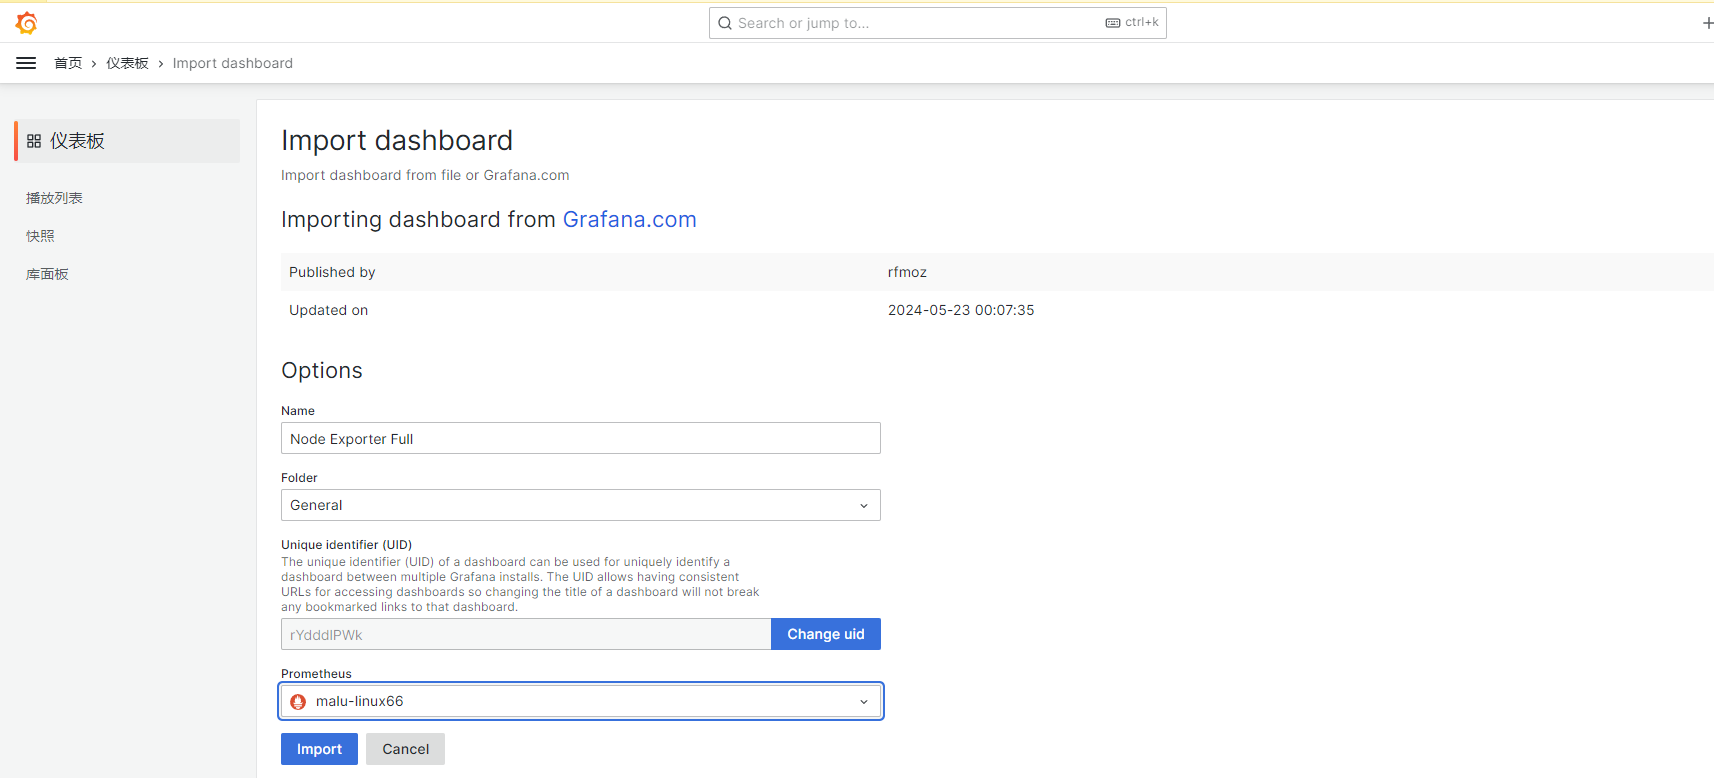 Search or jump to...
ctrl+k
首页 › 仪表板 › Import dashboard
仪表板
播放列表
快照
库面板
Import dashboard
Import dashboard from file or Grafana.com
Importing dashboard from Grafana.com
Published by rfmoz
Updated on 2024-05-23 00:07:35
Options
Name
Node Exporter Full
Folder
General
Unique identifier (UID)
The unique identifier (UID) of a dashboard can be used for uniquely identify a
dashboard between multiple Grafana installs. The UID allows having consistent
URLs for accessing dashboards so changing the title of a dashboard will not break
any bookmarked links to that dashboard.
rYdddlPWk
Change uid
Prometheus
malu-linux66
Import
Cancel